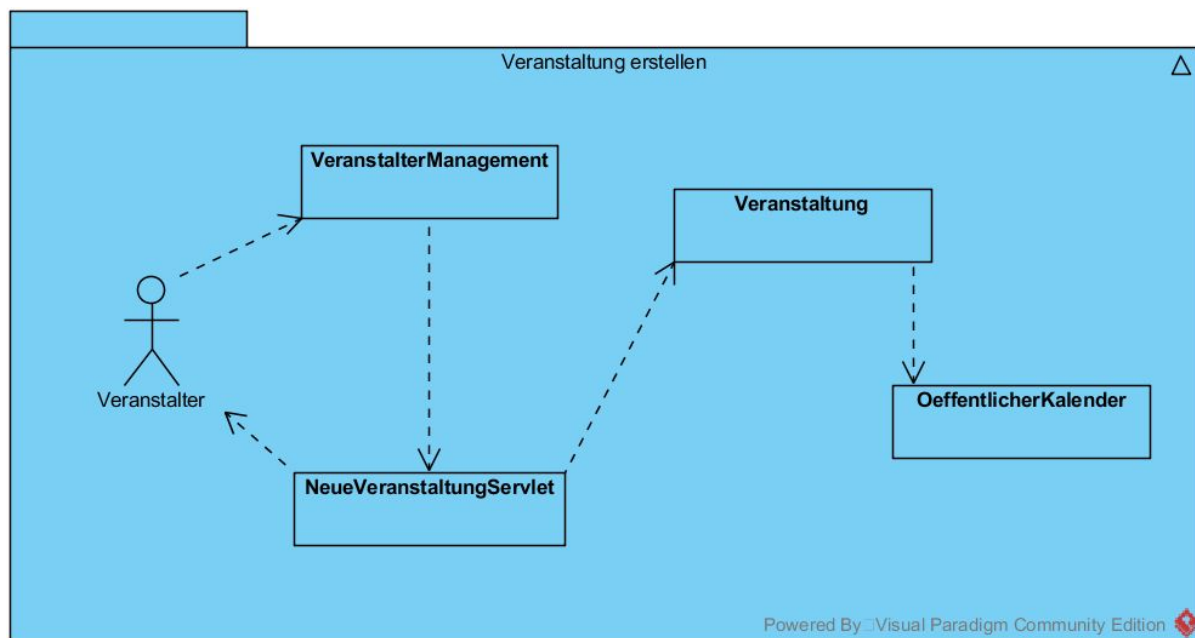 Veranstaltung erstellen
VeranstalterManagement
Veranstaltung
Veranstalter
OeffentlicherKalender
NeueVeranstaltungServlet
Powered By□Visual Paradigm Community Edition